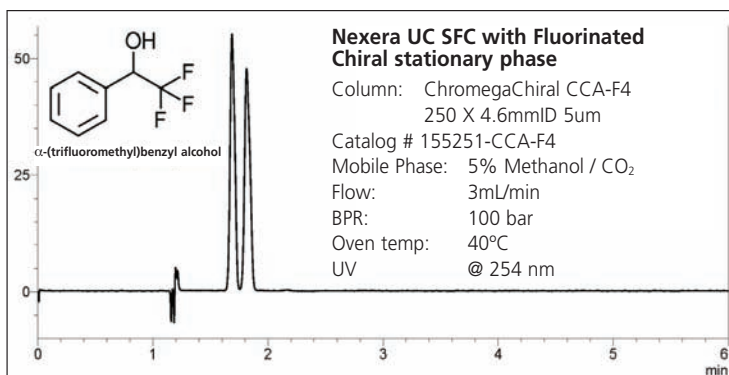 Nexera UC SFC with Fluorinated
Chiral stationary phase
Column: ChromegaChiral CCA-F4
250 X 4.6mmID 5um
Catalog # 155251-CCA-F4
Mobile Phase: 5% Methanol / CO₂
Flow: 3mL/min
BPR: 100 bar
Oven temp: 40ºC
UV @ 254 nm
OH
F
F
F
α-(trifluoromethyl)benzyl alcohol
50
25
0
0 1 2 3 4 5 6
min